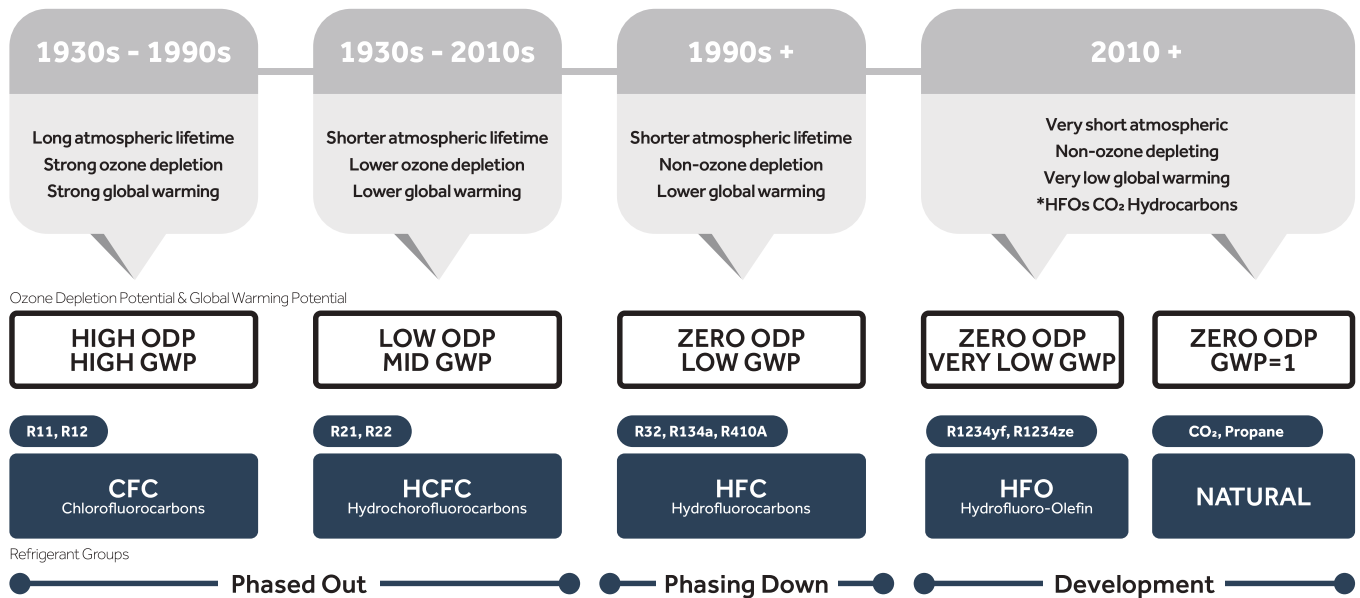 1930s - 1990s
1930s - 2010s
1990s +
2010 +
Long atmospheric lifetime
Strong ozone depletion
Strong global warming
Shorter atmospheric lifetime
Lower ozone depletion
Lower global warming
Shorter atmospheric lifetime
Non-ozone depletion
Lower global warming
Very short atmospheric
Non-ozone depleting
Very low global warming
*HFOs CO₂ Hydrocarbons
Ozone Depletion Potential & Global Warming Potential
HIGH ODP
HIGH GWP
LOW ODP
MID GWP
ZERO ODP
LOW GWP
ZERO ODP
VERY LOW GWP
ZERO ODP
GWP=1
R11, R12
R21, R22
R32, R134a, R410A
R1234yf, R1234ze
CO₂, Propane
CFC
Chlorofluorocarbons
HCFC
Hydrochorofluorocarbons
HFC
Hydrofluorocarbons
HFO
Hydrofluoro-Olefin
NATURAL
Refrigerant Groups
Phased Out
Phasing Down
Development